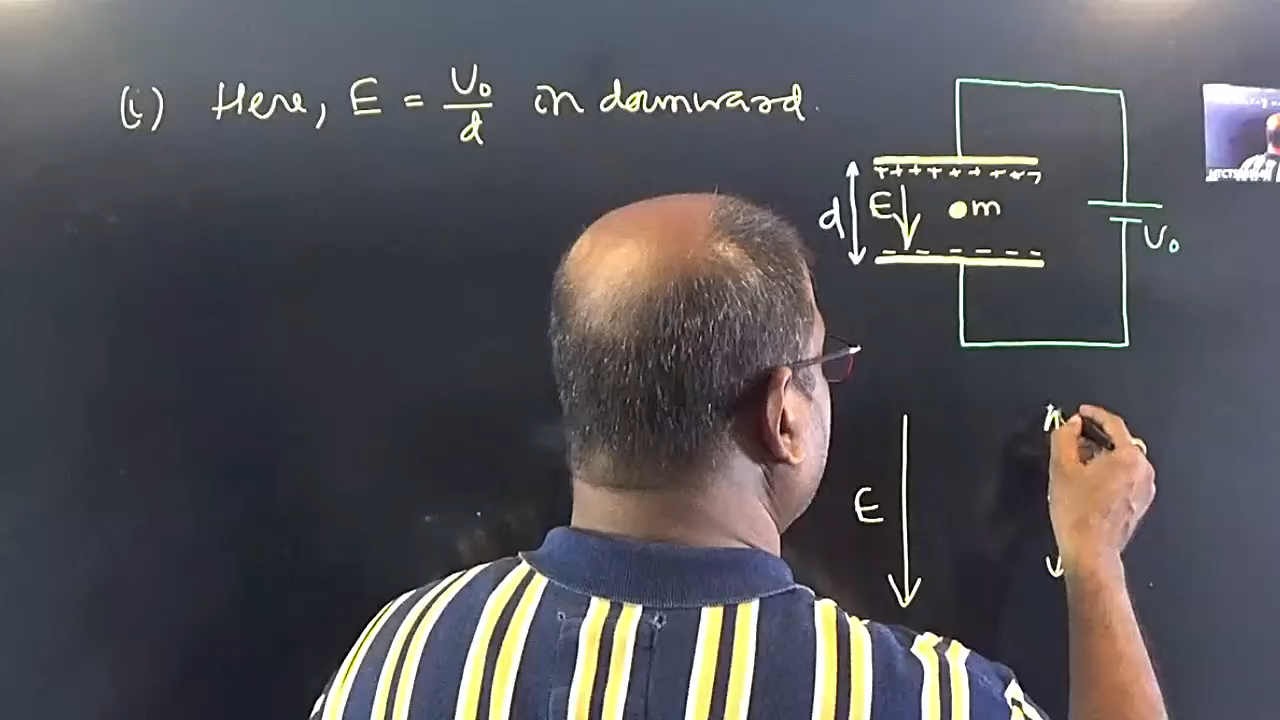 (i) Here, E = V₀/d in downward.
+ + + + + + + + +
d
E
m
- - - - - -
V₀
E